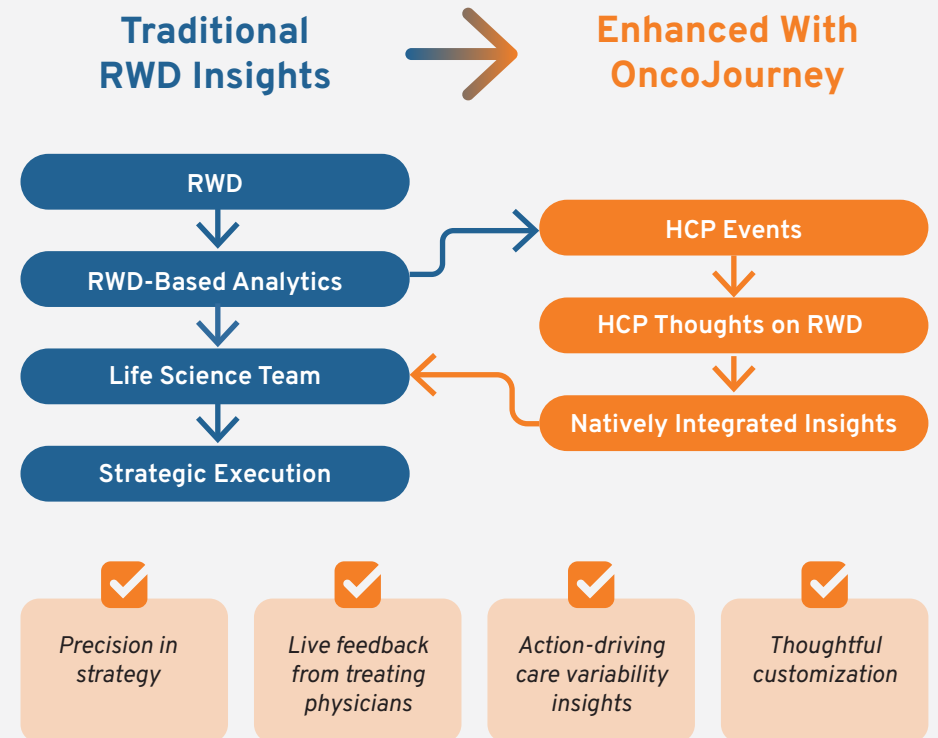 Traditional
RWD Insights
Enhanced With
OncoJourney
RWD
RWD-Based Analytics
Life Science Team
Strategic Execution
HCP Events
HCP Thoughts on RWD
Natively Integrated Insights
Precision in
strategy
Live feedback
from treating
physicians
Action-driving
care variability
insights
Thoughtful
customization